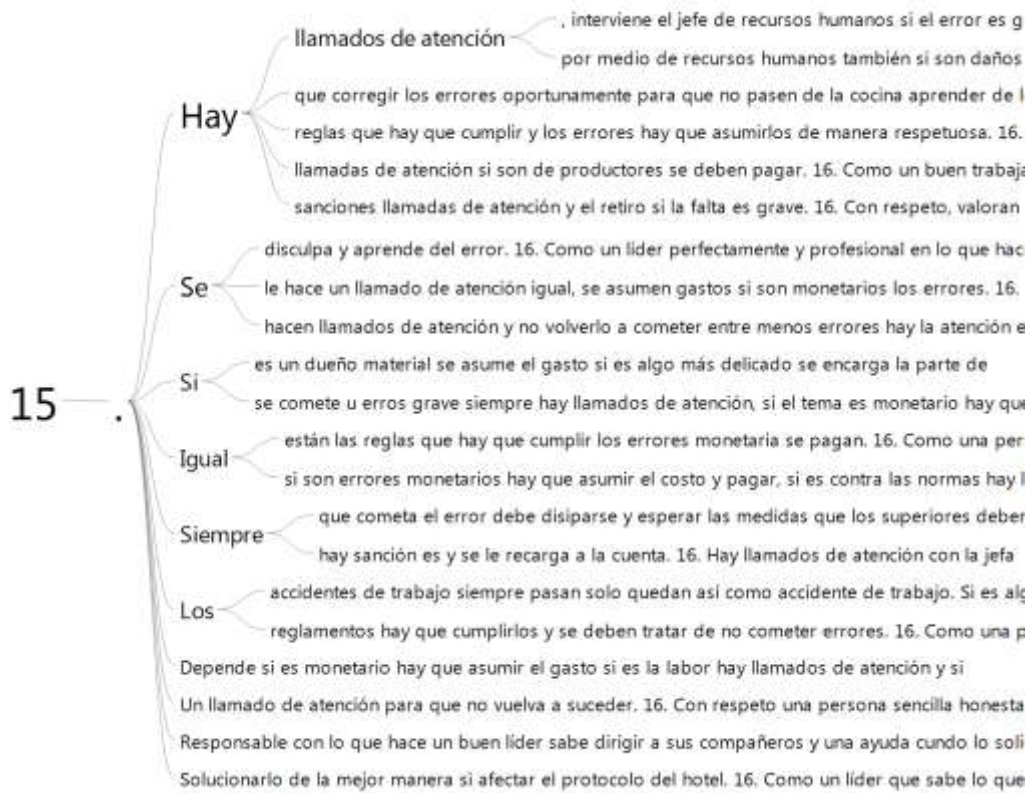 15 .
Hay
llamados de atención
, interviene el jefe de recursos humanos si el error es g
por medio de recursos humanos también si son daños
que corregir los errores oportunamente para que no pasen de la cocina aprender de l
reglas que hay que cumplir y los errores hay que asumirlos de manera respetuosa. 16.
llamadas de atención si son de productores se deben pagar. 16. Como un buen trabaja
sanciones llamadas de atención y el retiro si la falta es grave. 16. Con respeto, valoran
Se
disculpa y aprende del error. 16. Como un lider perfectamente y profesional en lo que hac
le hace un llamado de atención igual, se asumen gastos si son monetarios los errores. 16.
hacen llamados de atención y no volverlo a cometer entre menos errores hay la atención e
Si
es un dueño material se asume el gasto si es algo más delicado se encarga la parte de
se comete u erros grave siempre hay llamados de atención, si el tema es monetario hay que
Igual
están las reglas que hay que cumplir los errores monetaria se pagan. 16. Como una per
si son errores monetarios hay que asumir el costo y pagar, si es contra las normas hay l
Siempre
que cometa el error debe disiparse y esperar las medidas que los superiores deber
hay sanción es y se le recarga a la cuenta. 16. Hay llamados de atención con la jefa
Los
accidentes de trabajo siempre pasan solo quedan así como accidente de trabajo. Si es alg
reglamentos hay que cumplirlos y se deben tratar de no cometer errores. 16. Como una p
Depende si es monetario hay que asumir el gasto si es la labor hay llamados de atención y si
Un llamado de atención para que no vuelva a suceder. 16. Con respeto una persona sencilla honesta
Responsable con lo que hace un buen líder sabe dirigir a sus compañeros y una ayuda cundo lo soli
Solucionarlo de la mejor manera si afectar el protocolo del hotel. 16. Como un líder que sabe lo que